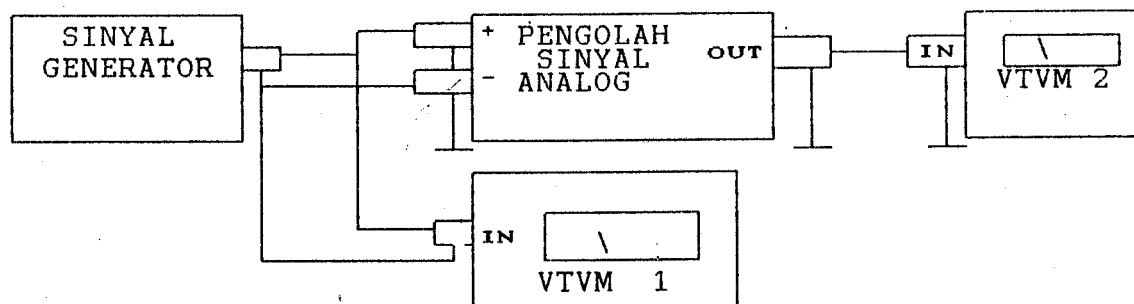 SINYAL
GENERATOR
+ PENGOLAH
SINYAL
- ANALOG
OUT
IN
VTVM 2
IN
VTVM 1